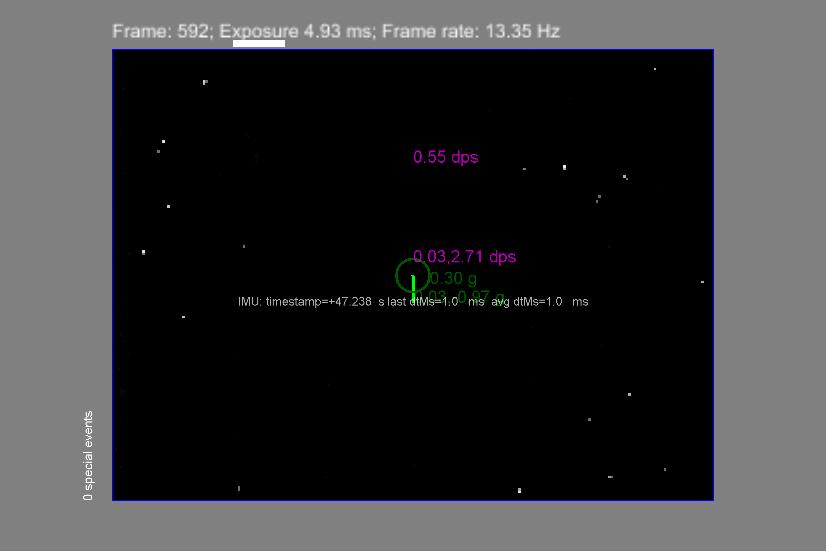 Frame: 592; Exposure 4.93 ms; Frame rate: 13.35 Hz
0.55 dps
0.03,2.71 dps
0.30 g
IMU: timestamp=+47.238 s last dtMs=1.0 ms avg dtMs=1.0 ms
0 special events